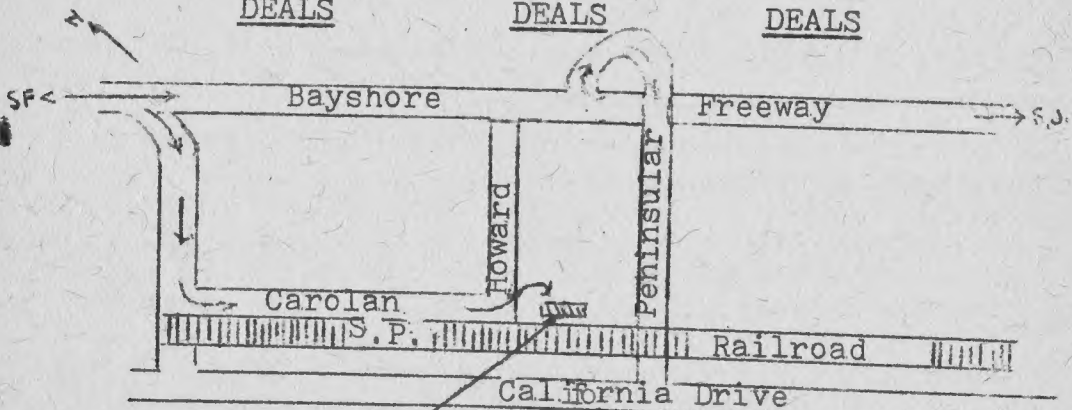 DEALS DEALS DEALS
N
SF
Bayshore Freeway
S.J.
Howard
Peninsular
Carolan
S.P. Railroad
California Drive